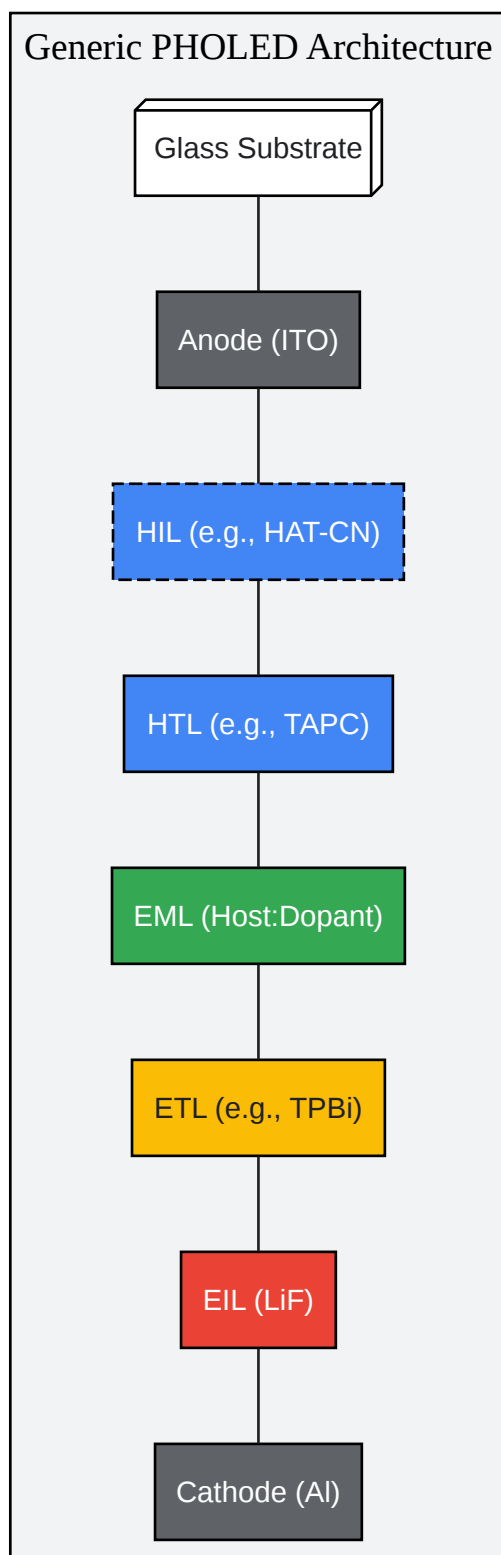 Generic PHOLED Architecture
Glass Substrate
Anode (ITO)
HIL (e.g., HAT-CN)
HTL (e.g., TAPC)
EML (Host:Dopant)
ETL (e.g., TPBi)
EIL (LiF)
Cathode (Al)